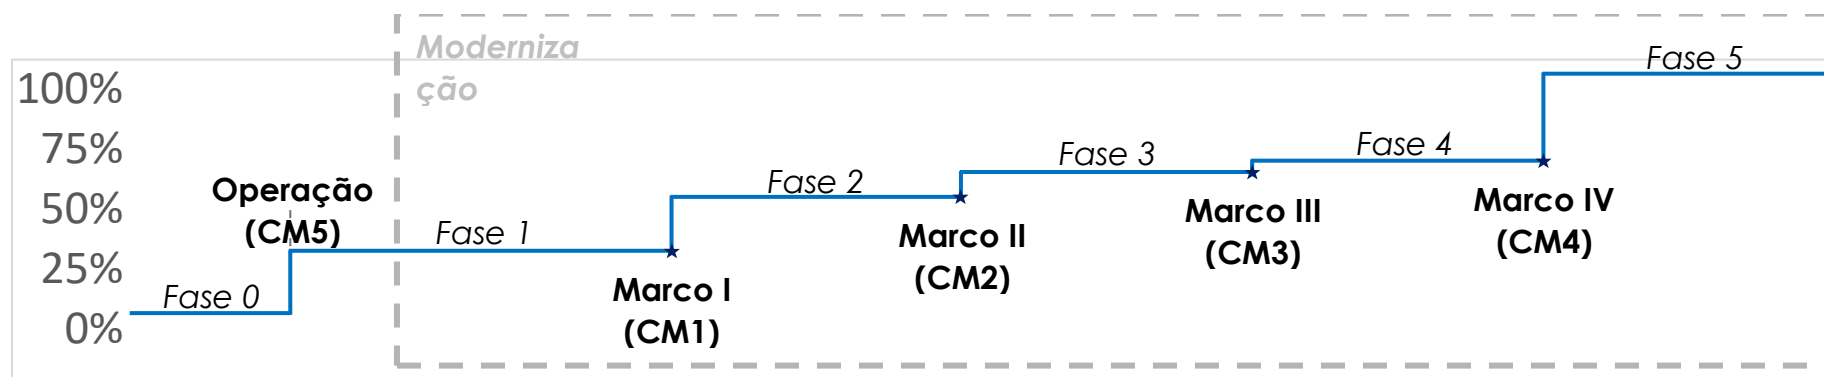 Moderniza
ção
Fase 5
100%
75%
Fase 4
Fase 3
Fase 2
Operação
(CM5)
50%
Marco IV
(CM4)
Marco III
(CM3)
Marco II
(CM2)
Fase 1
25%
Fase 0
Marco I
(CM1)
0%